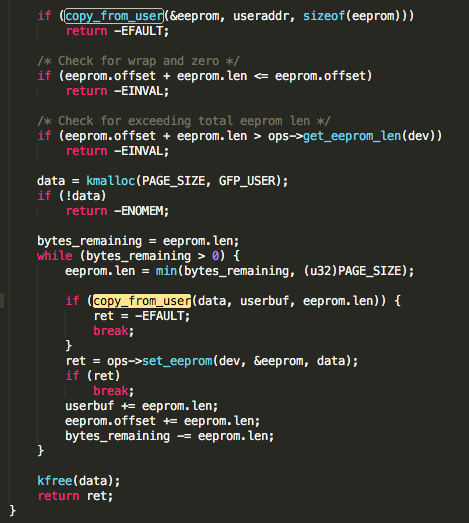 if (copy_from_user(&eeprom, useraddr, sizeof(eeprom)))
return -EFAULT;
/* Check for wrap and zero */
if (eeprom.offset + eeprom.len <= eeprom.offset)
return -EINVAL;
/* Check for exceeding total eeprom len */
if (eeprom.offset + eeprom.len > ops->get_eeprom_len(dev))
return -EINVAL;
data = kmalloc(PAGE_SIZE, GFP_USER);
if (!data)
return -ENOMEM;
bytes_remaining = eeprom.len;
while (bytes_remaining > 0) {
eeprom.len = min(bytes_remaining, (u32)PAGE_SIZE);
if (copy_from_user(data, userbuf, eeprom.len)) {
ret = -EFAULT;
break;
}
ret = ops->set_eeprom(dev, &eeprom, data);
if (ret)
break;
userbuf += eeprom.len;
eeprom.offset += eeprom.len;
bytes_remaining -= eeprom.len;
}
kfree(data);
return ret;
}